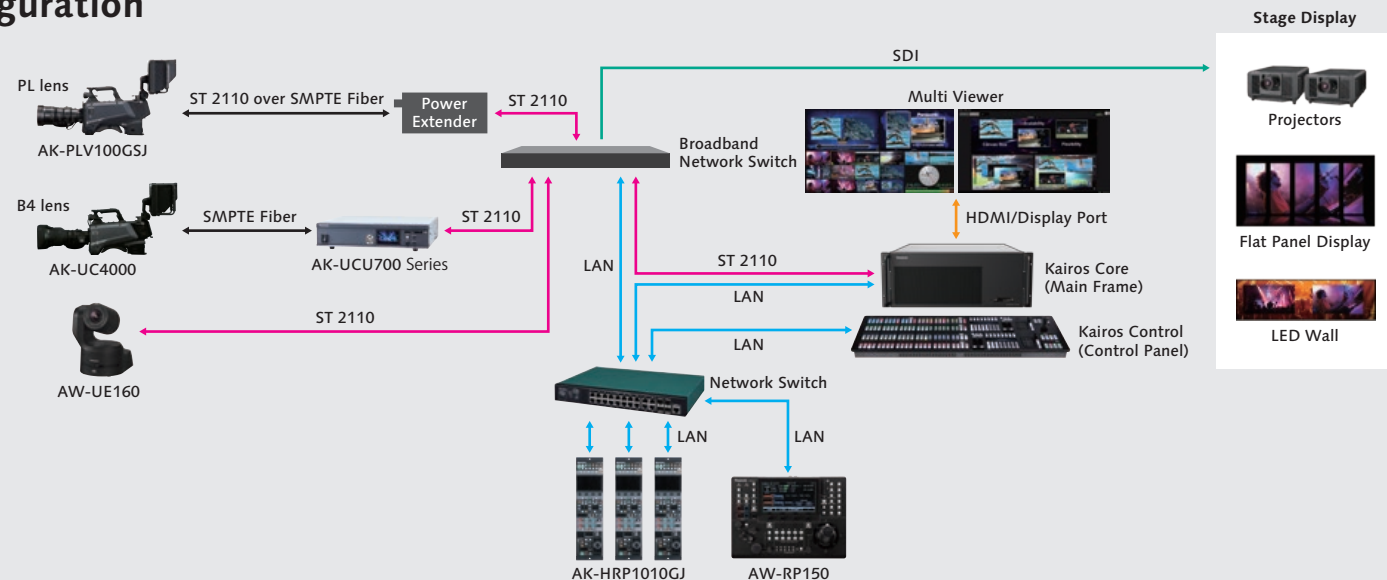 guration
Stage Display
SDI
PL lens
ST 2110 over SMPTE Fiber
Power
Extender
ST 2110
Multi Viewer
Projectors
AK-PLV100GSJ
Broadband
Network Switch
B4 lens
SMPTE Fiber
ST 2110
HDMI/Display Port
Flat Panel Display
AK-UC4000
AK-UCU700 Series
LAN
ST 2110
Kairos Core
(Main Frame)
LAN
ST 2110
LAN
Kairos Control
(Control Panel)
LED Wall
AW-UE160
Network Switch
LAN
LAN
AK-HRP1010GJ
AW-RP150